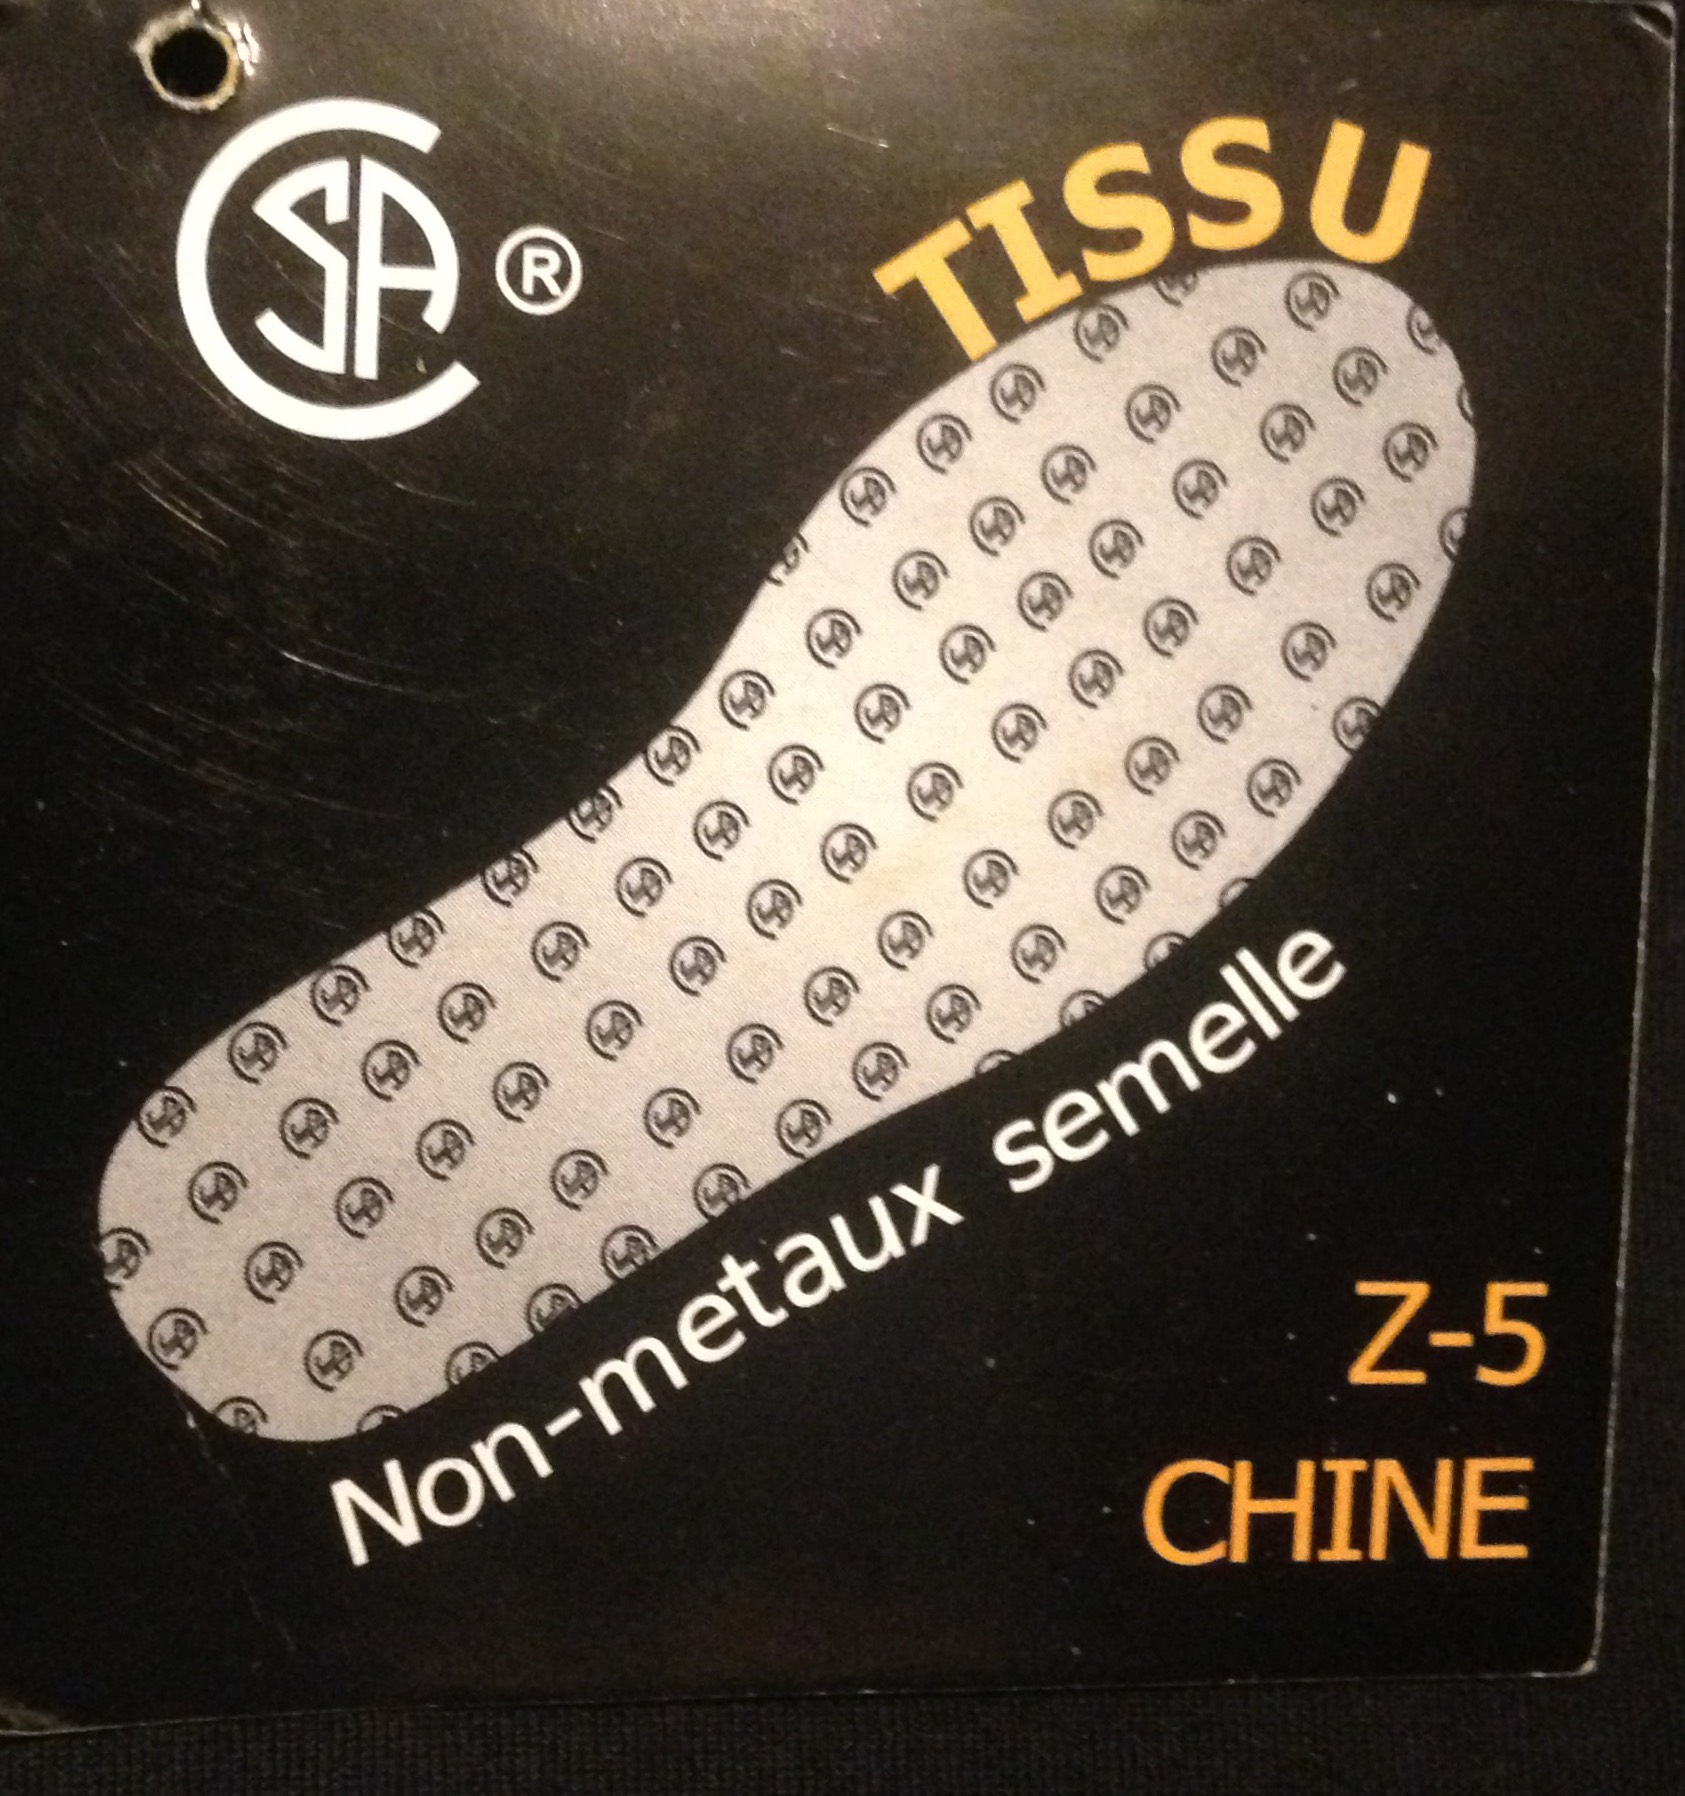 CSA ®
TISSU
Non-metaux semelle
Z-5
CHINE